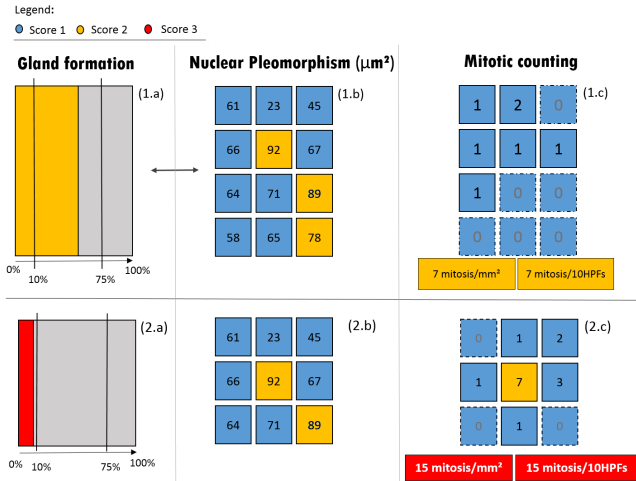 Legend:
Score 1 Score 2 Score 3
Gland formation
Nuclear Pleomorphism (µm²)
Mitotic counting
(1.a)
0% 10% 75% 100%
(1.b)
61 23 45
66 92 67
64 71 89
58 65 78
(1.c)
1 2 0
1 1 1
1 0 0
0 0 0
7 mitosis/mm² 7 mitosis/10HPFs
(2.a)
0% 10% 75% 100%
(2.b)
61 23 45
66 92 67
64 71 89
(2.c)
0 1 2
1 7 3
0 1 0
15 mitosis/mm² 15 mitosis/10HPFs